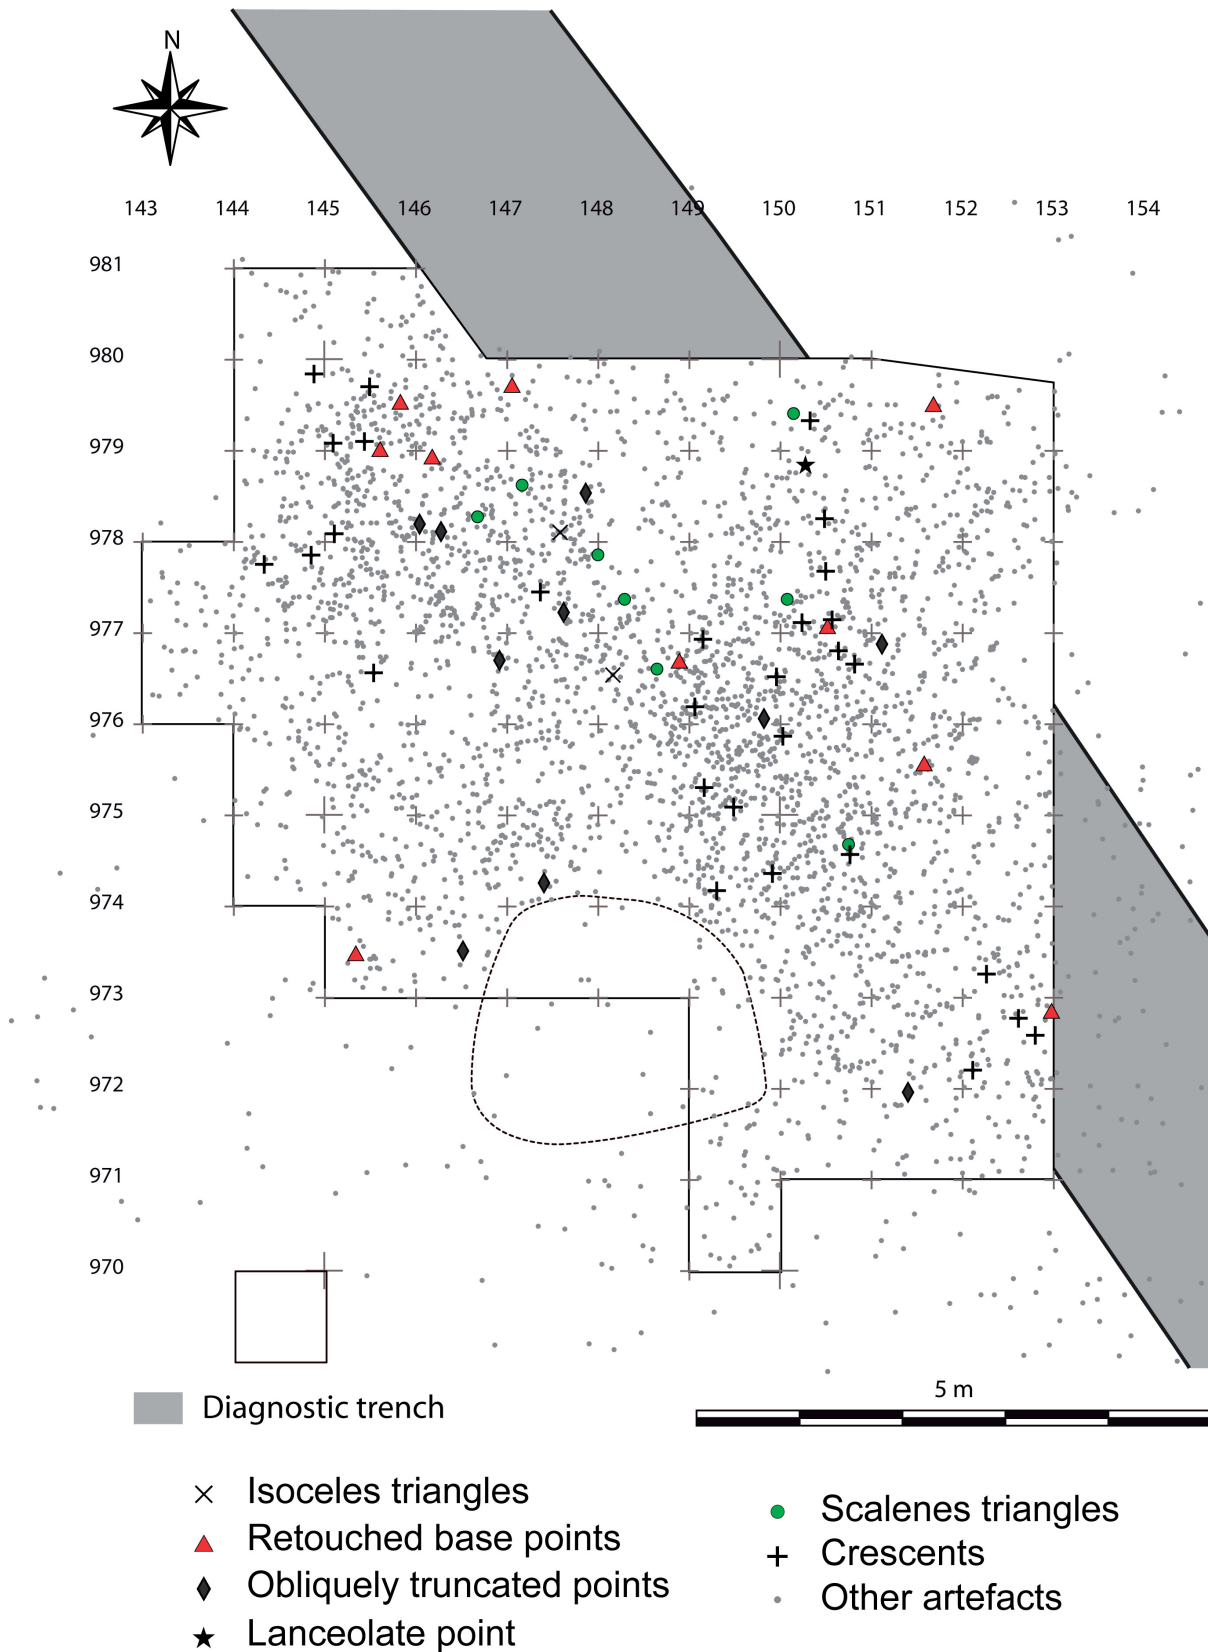 N
143 144 145 146 147 148 149 150 151 152 153 154
981
980
979
978
977
976
975
974
973
972
971
970
Diagnostic trench
5 m
Isoceles triangles
Retouched base points
Obliquely truncated points
Lanceolate point
Scalenes triangles
Crescents
Other artefacts